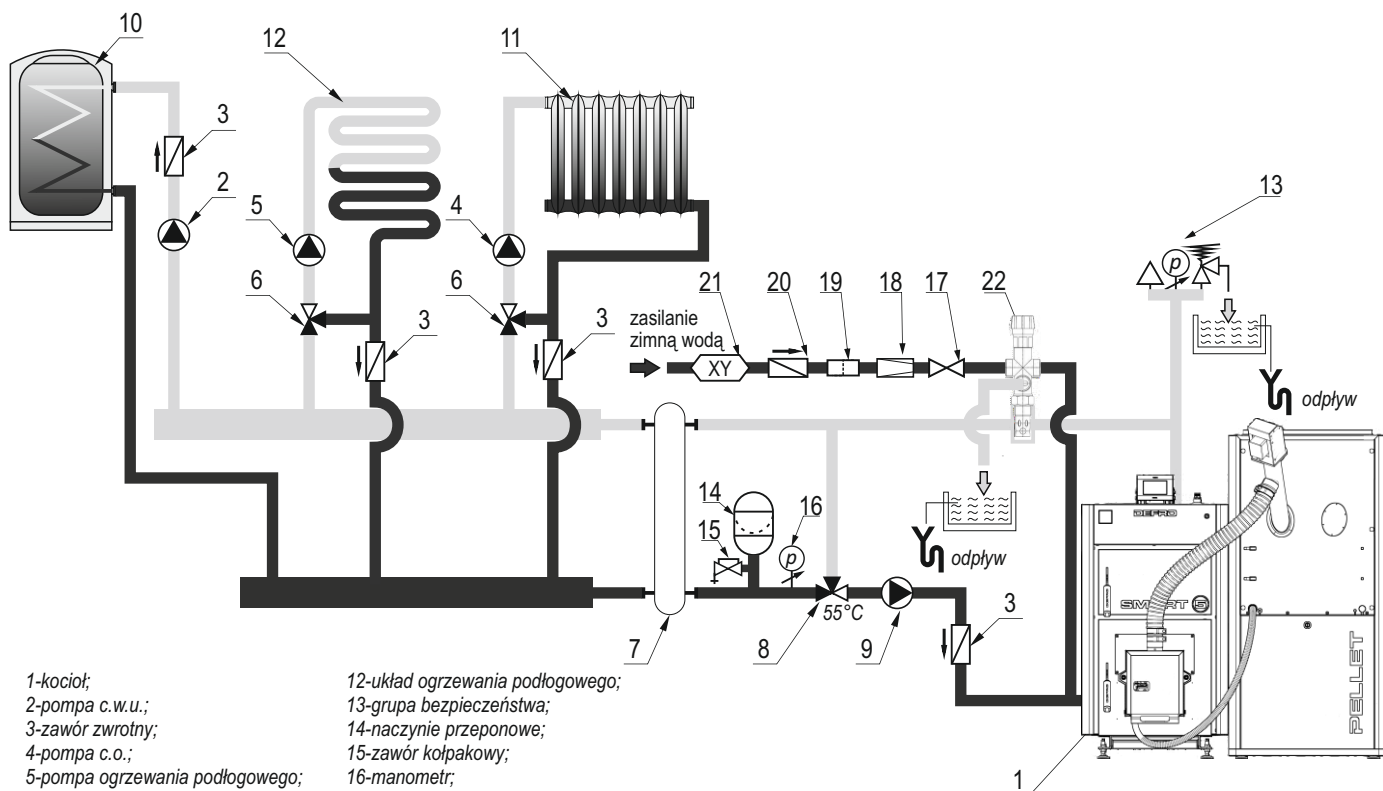 10
12
11
3
2
5
4
13
p
6
6
3
3
21
20
19
18
17
22
zasilanie
zimną wodą
XY
odpływ
14
15
16
p
odpływ
55°C
7
8
9
3
DEFRO
SMART
PELLET
1
1-kocioł;
2-pompa c.w.u.;
3-zawór zwrotny;
4-pompa c.o.;
5-pompa ogrzewania podłogowego;
12-układ ogrzewania podłogowego;
13-grupa bezpieczeństwa;
14-naczynie przeponowe;
15-zawór kołpakowy;
16-manometr;